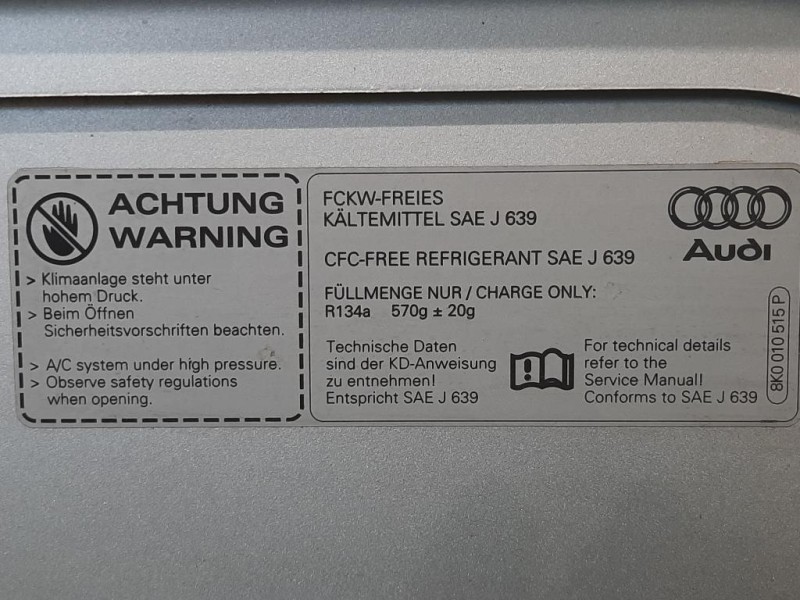 ACHTUNG
WARNING
> Klimaanlage steht unter
hohem Druck.
> Beim Öffnen
Sicherheitsvorschriften beachten.
> A/C system under high pressure.
> Observe safety regulations
when opening.
FCKW-FREIES
KÄLTEMITTEL SAE J 639
CFC-FREE REFRIGERANT SAE J 639
FÜLLMENGE NUR / CHARGE ONLY:
R134a 570g ± 20g
Technische Daten
sind der KD-Anweisung
zu entnehmen!
Entspricht SAE J 639
For technical details
refer to the
Service Manual!
Conforms to SAE J 639
Audi
8K0 010 515 P